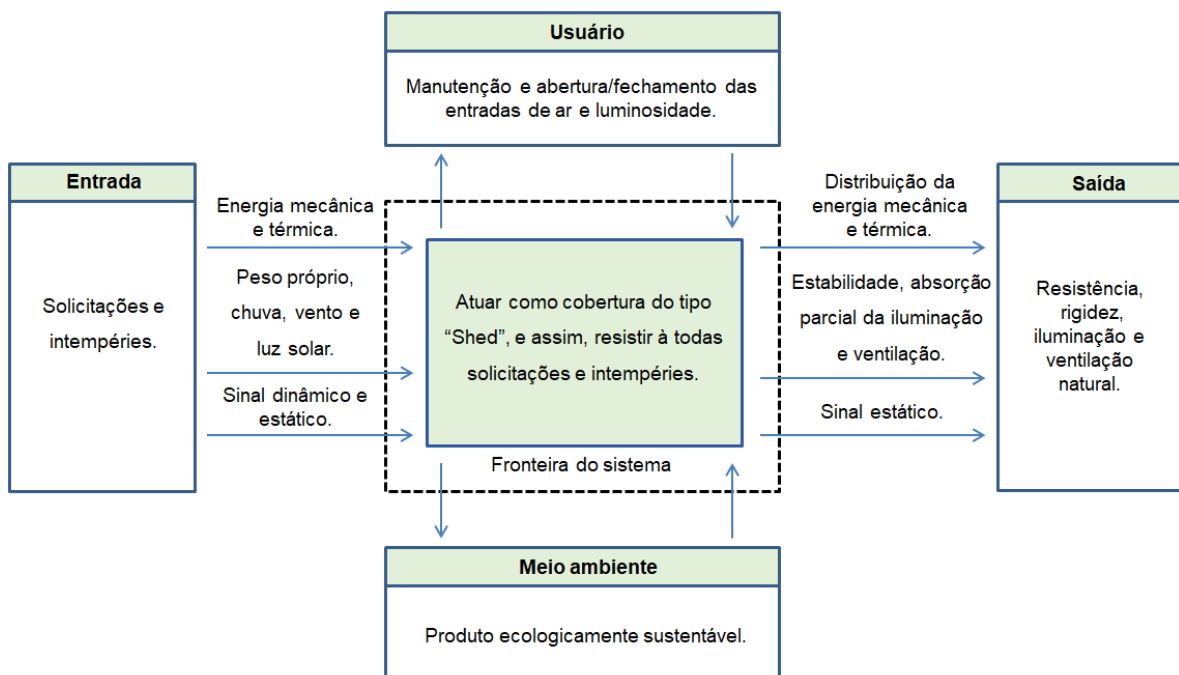 Usuário
Manutenção e abertura/fechamento das
entradas de ar e luminosidade.
Entrada
Solicitações e
intempéries.
Energia mecânica
e térmica.
Peso próprio,
chuva, vento e
luz solar.
Sinal dinâmico e
estático.
Atuar como cobertura do tipo
“Shed”, e assim, resistir à todas
solicitações e intempéries.
Fronteira do sistema
Distribuição da
energia mecânica
e térmica.
Estabilidade, absorção
parcial da iluminação
e ventilação.
Sinal estático.
Saída
Resistência,
rigidez,
iluminação e
ventilação
natural.
Meio ambiente
Produto ecologicamente sustentável.